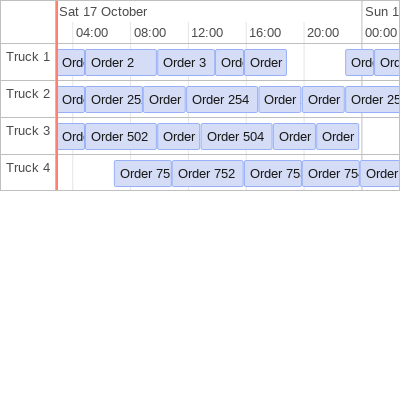 Sat 17 October Sun 1
04:00 08:00 12:00 16:00 20:00 00:00
Truck 1 Ord Order 2 Order 3 Ord Order Ord Ord
Truck 2 Ord Order 25 Order Order 254 Order Order Order 25
Truck 3 Ord Order 502 Order Order 504 Order Order
Truck 4 Order 75 Order 752 Order 75 Order 75 Order